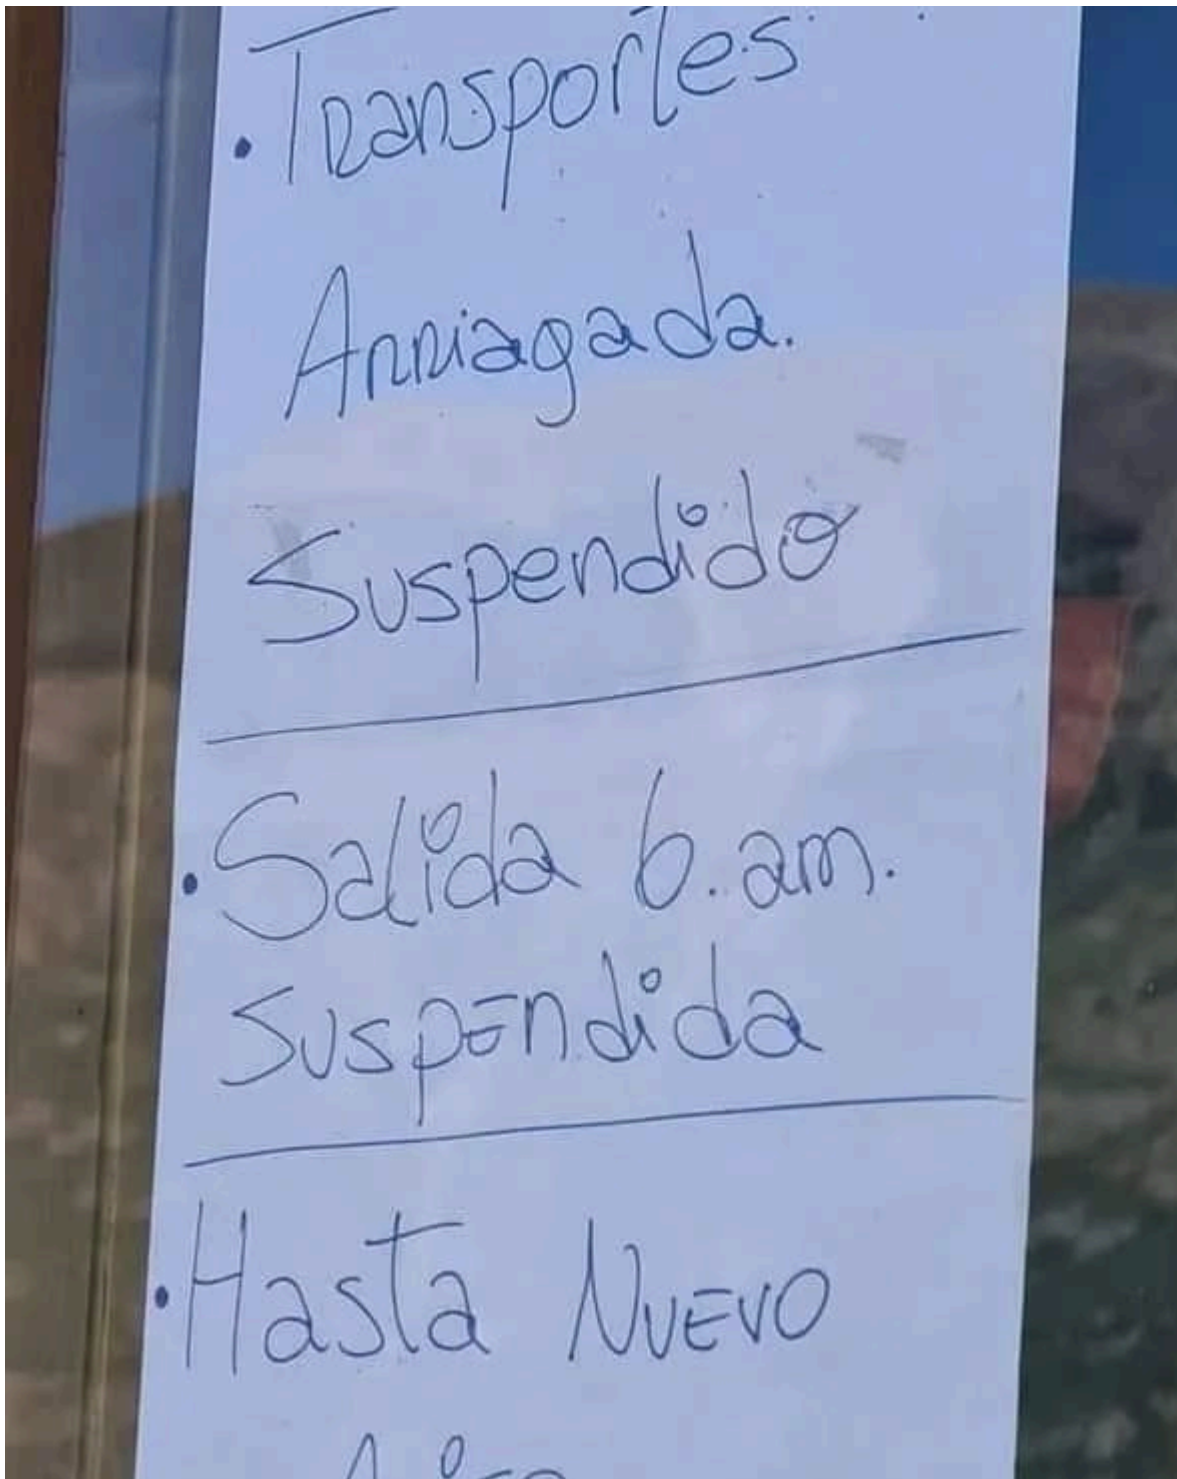 · Transportes
Arriagada.
Suspendido
· Salida 6. am.
Suspendida
· Hasta Nuevo